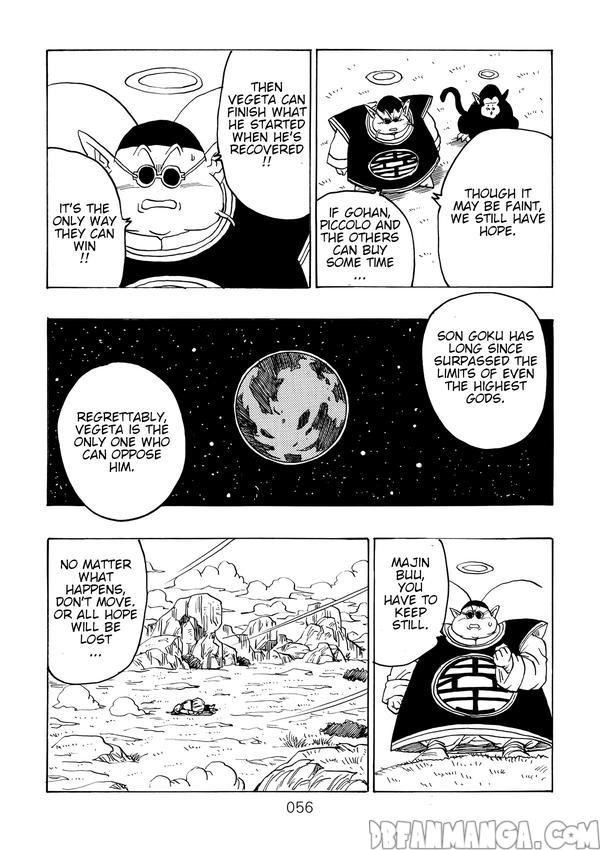 THOUGH IT
MAY BE FAINT,
WE STILL HAVE
HOPE.
IF GOHAN,
PICCOLO AND
THE OTHERS
CAN BUY
SOME TIME
...
THEN
VEGETA CAN
FINISH WHAT
HE STARTED
WHEN HE'S
RECOVERED
!!
IT'S THE
ONLY WAY
THEY CAN
WIN
!!
SON GOKU HAS
LONG SINCE
SURPASSED THE
LIMITS OF EVEN
THE HIGHEST
GODS.
REGRETTABLY,
VEGETA IS THE
ONLY ONE WHO
CAN OPPOSE
HIM.
MAJIN
BUU,
YOU
HAVE TO
KEEP
STILL.
NO MATTER
WHAT
HAPPENS,
DON'T MOVE.
OR ALL HOPE
WILL BE
LOST
...
056
DBFANMANGA.COM